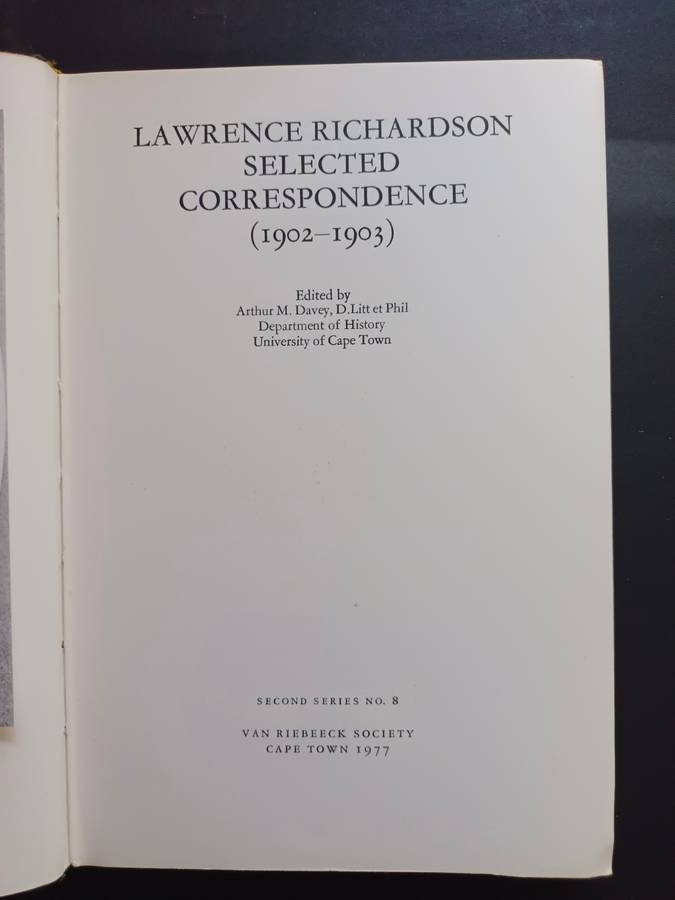 LAWRENCE RICHARDSON
SELECTED
CORRESPONDENCE
(1902–1903)
Edited by
Arthur M. Davey, D.Litt et Phil
Department of History
University of Cape Town
SECOND SERIES NO. 8
VAN RIEBEECK SOCIETY
CAPE TOWN 1977